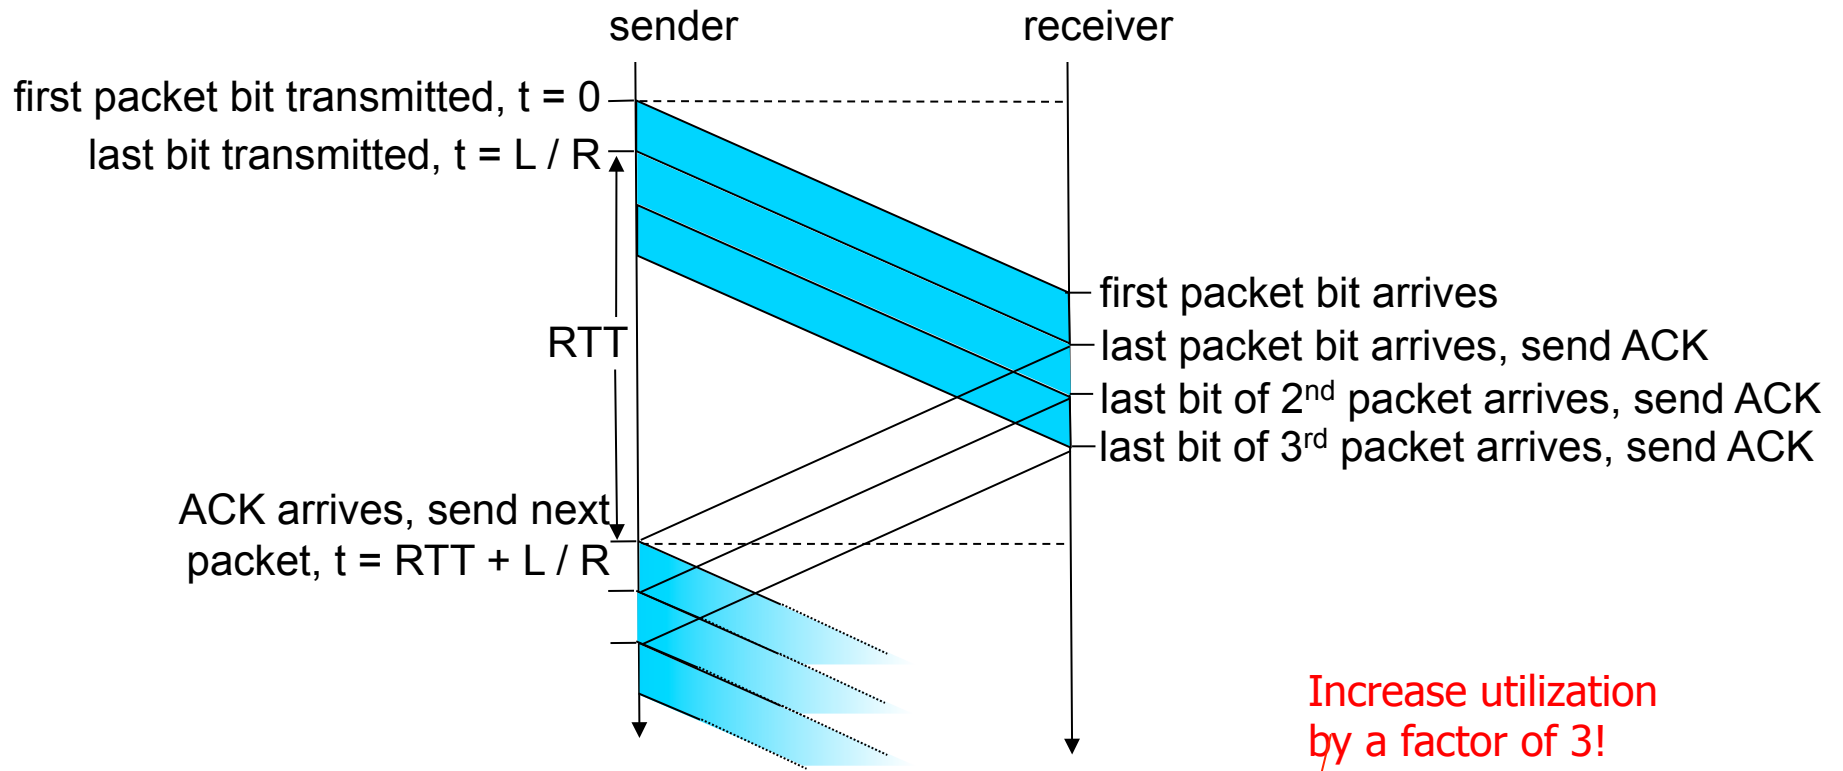 sender
receiver
first packet bit transmitted, t = 0
last bit transmitted, t = L / R
first packet bit arrives
RTT
last packet bit arrives, send ACK
last bit of 2nd packet arrives, send ACK
last bit of 3rd packet arrives, send ACK
ACK arrives, send next
packet, t = RTT + L / R
Increase utilization
by a factor of 3!